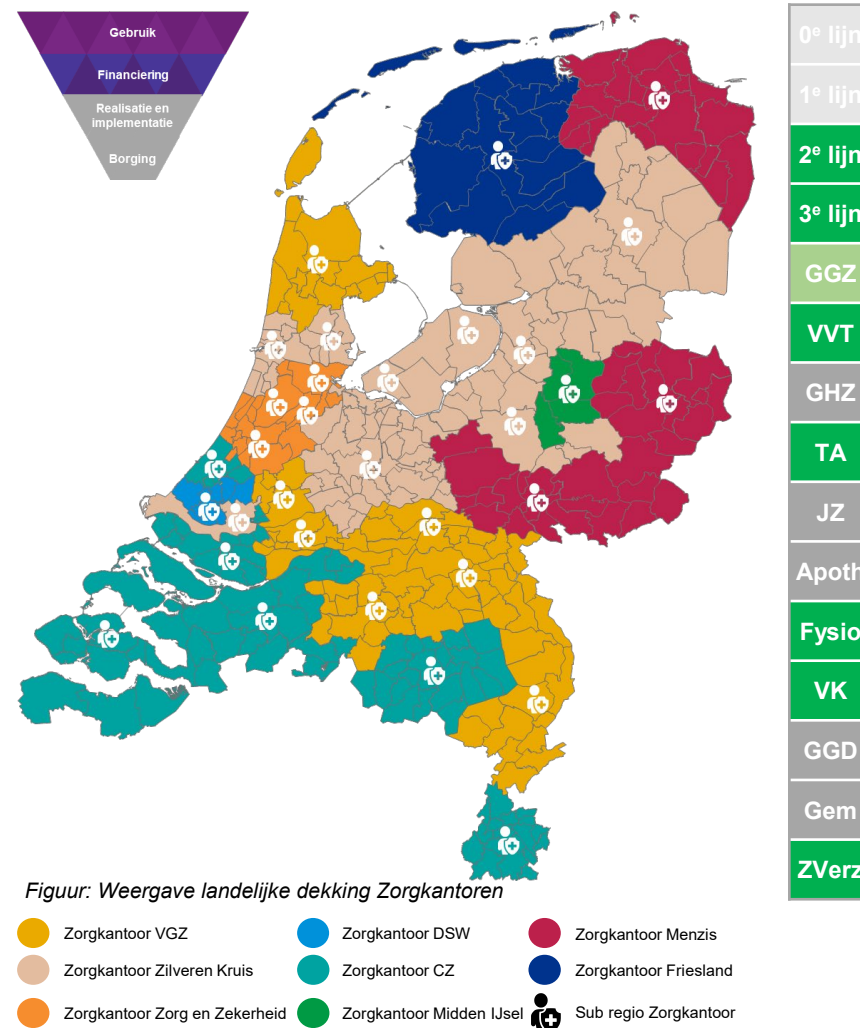 Gebruik
Financiering
Realisatie en
implementatie
Borging
0e lijn
1e lijn
2e lijn
3e lijn
GGZ
VVT
GHZ
TA
JZ
Apoth
Fysio
VK
GGD
Gem
ZVerz
Figuur: Weergave landelijke dekking Zorgkantoren
Zorgkantoor VGZ
Zorgkantoor DSW
Zorgkantoor Menzis
Zorgkantoor Zilveren Kruis
Zorgkantoor CZ
Zorgkantoor Friesland
Zorgkantoor Zorg en Zekerheid
Zorgkantoor Midden IJsel
Sub regio Zorgkantoor